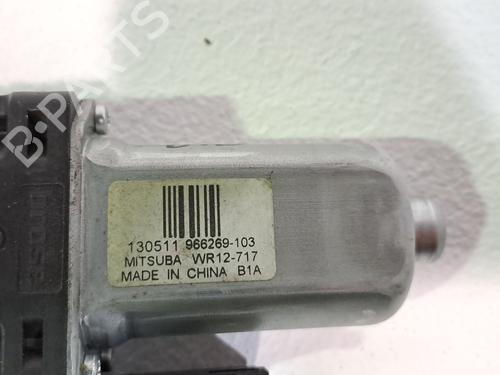 130511 966269-103
MITSUBA WR12-717
MADE IN CHINA B1A
B-PARTS